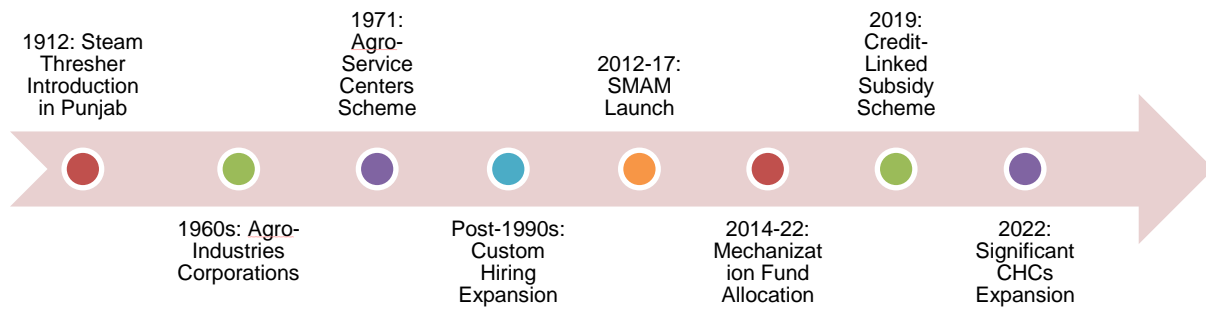 1912: Steam
Thresher
Introduction
in Punjab
1960s: Agro-
Industries
Corporations
1971:
Agro-
Service
Centers
Scheme
Post-1990s:
Custom
Hiring
Expansion
2012-17:
SMAM
Launch
2014-22:
Mechanizat
ion Fund
Allocation
2019:
Credit-
Linked
Subsidy
Scheme
2022:
Significant
CHCs
Expansion